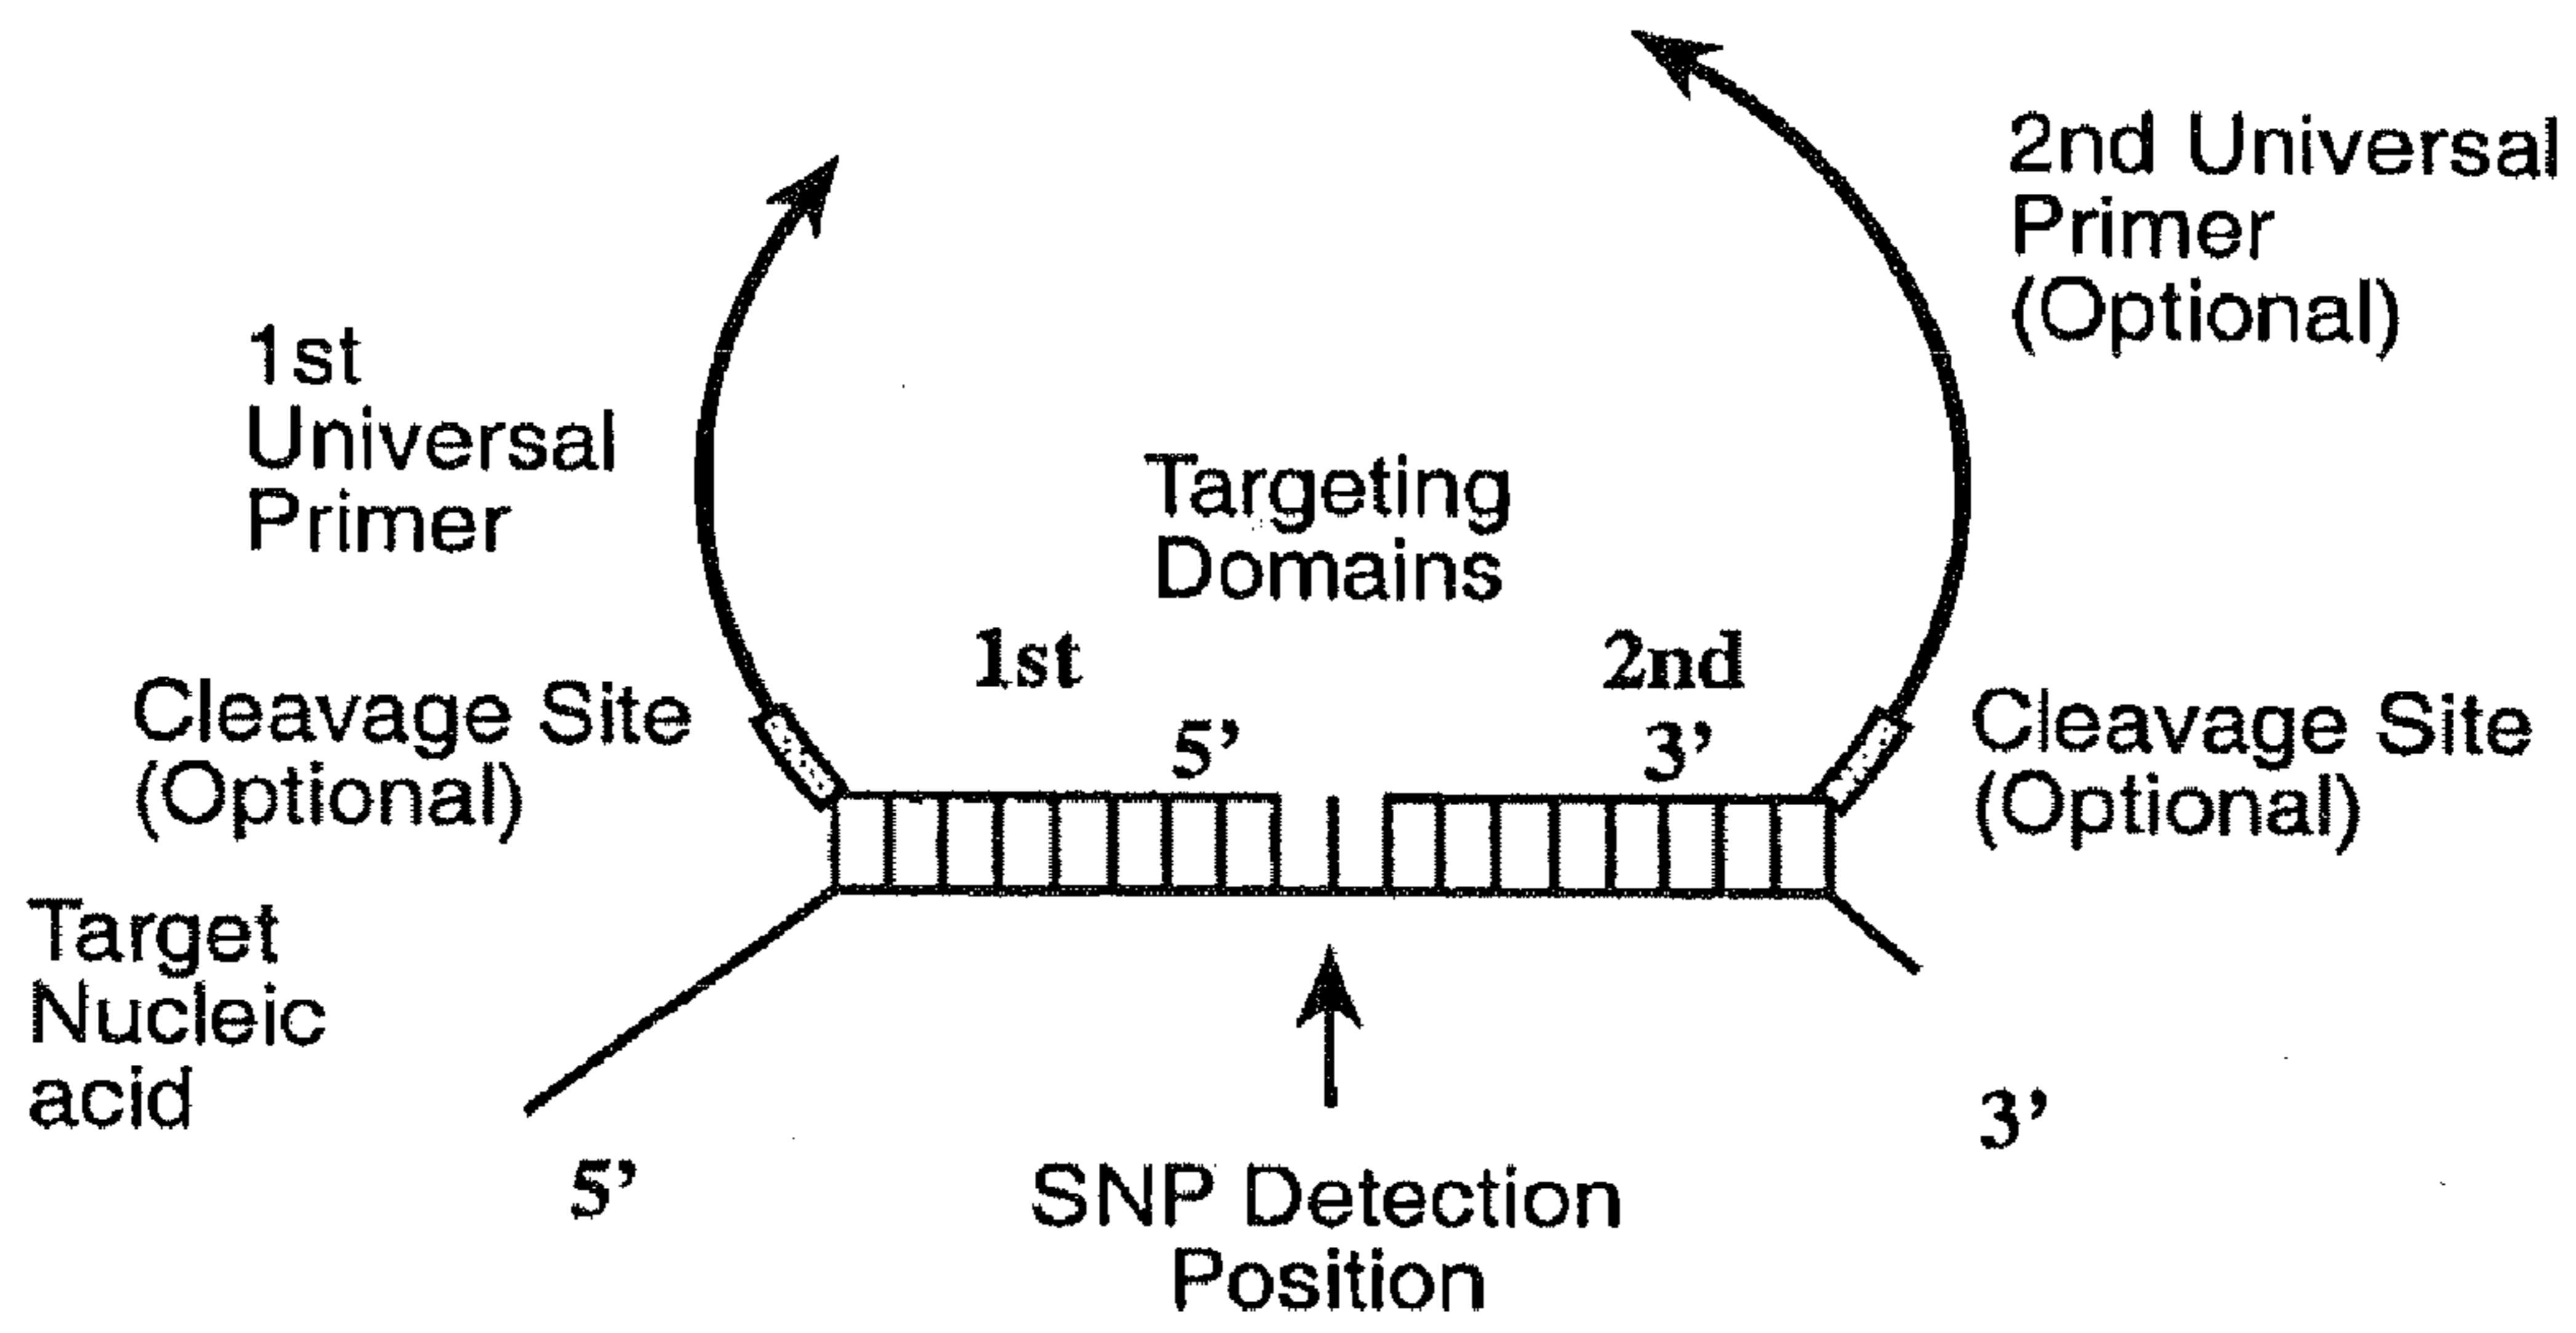 2nd Universal
Primer
(Optional)
1st
Universal
Primer
Targeting
Domains
1st
2nd
Cleavage Site
(Optional)
5’
3’
Cleavage Site
(Optional)
Target
Nucleic
acid
5’
3’
SNP Detection
Position